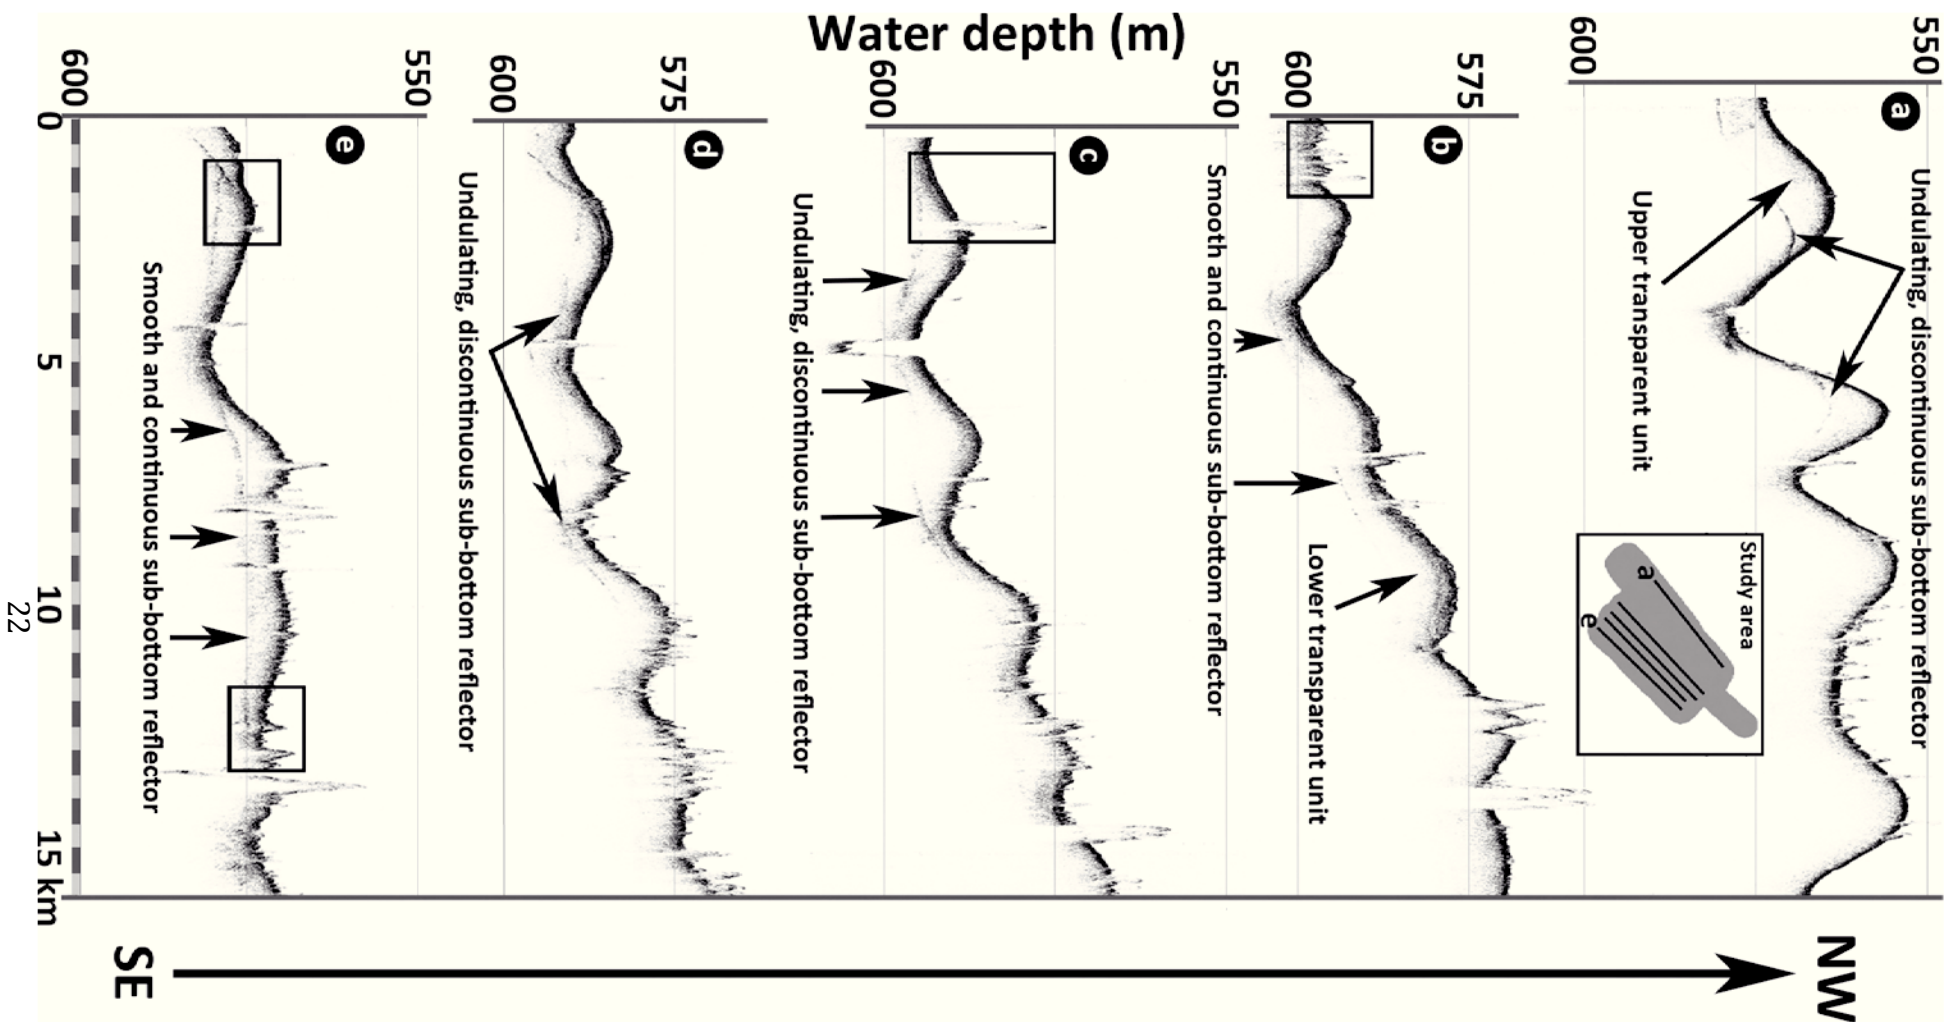 Water depth (m)
a
550
600
Undulating, discontinuous sub-bottom reflector
Upper transparent unit
Study area
a
e
b
575
600
Smooth and continuous sub-bottom reflector
Lower transparent unit
c
550
600
Undulating, discontinuous sub-bottom reflector
d
575
600
Undulating, discontinuous sub-bottom reflector
e
550
600
Smooth and continuous sub-bottom reflector
0
5
10
15 km
NW
SE
22